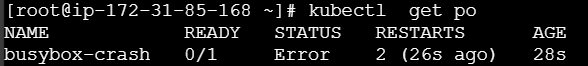 [root@ip-172-31-85-168 ~]# kubectl  get po
NAME            READY   STATUS   RESTARTS      AGE
busybox-crash   0/1     Error    2 (26s ago)   28s